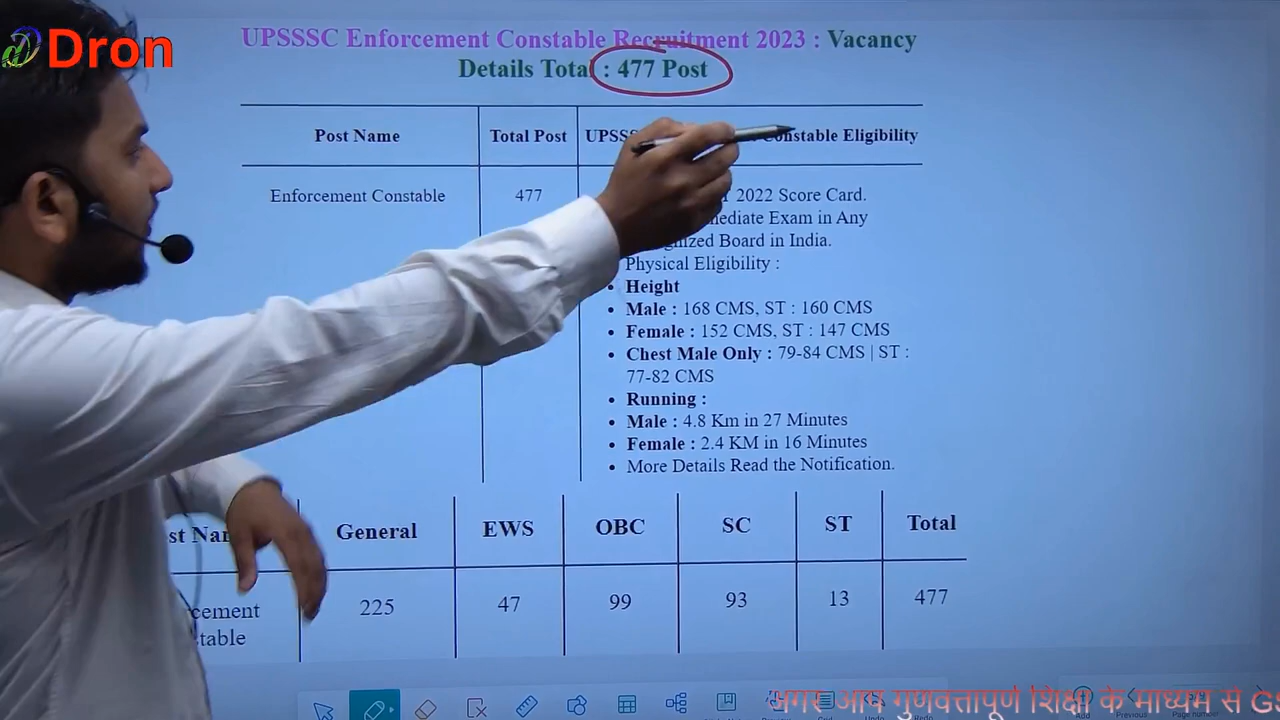 Dron
UPSSSC Enforcement Constable Recruitment 2023 : Vacancy
Details Total : 477 Post
Post Name Total Post Constable Eligibility
Enforcement Constable 477 2022 Score Card.
Exam in Any
Board in India.
Physical Eligibility :
• Height
• Male : 168 CMS, ST : 160 CMS
• Female : 152 CMS, ST : 147 CMS
• Chest Male Only : 79-84 CMS | ST :
77-82 CMS
• Running :
• Male : 4.8 Km in 27 Minutes
• Female : 2.4 KM in 16 Minutes
• More Details Read the Notification.
General EWS OBC SC ST Total
225 47 99 93 13 477
अगर आप गुणवत्तापूर्ण शिक्षा के माध्यम से